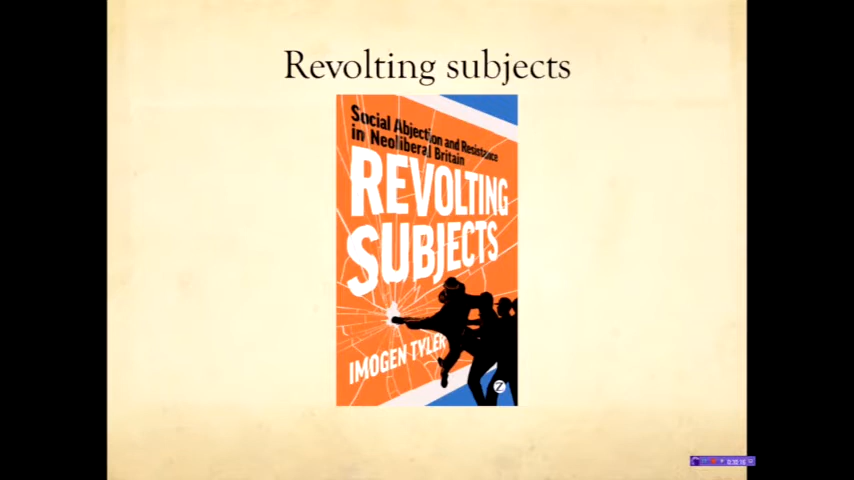 Revolting subjects
Social Abjection and Resistance
in Neoliberal Britain
REVOLTING
SUBJECTS
IMOGEN TYLER
Z